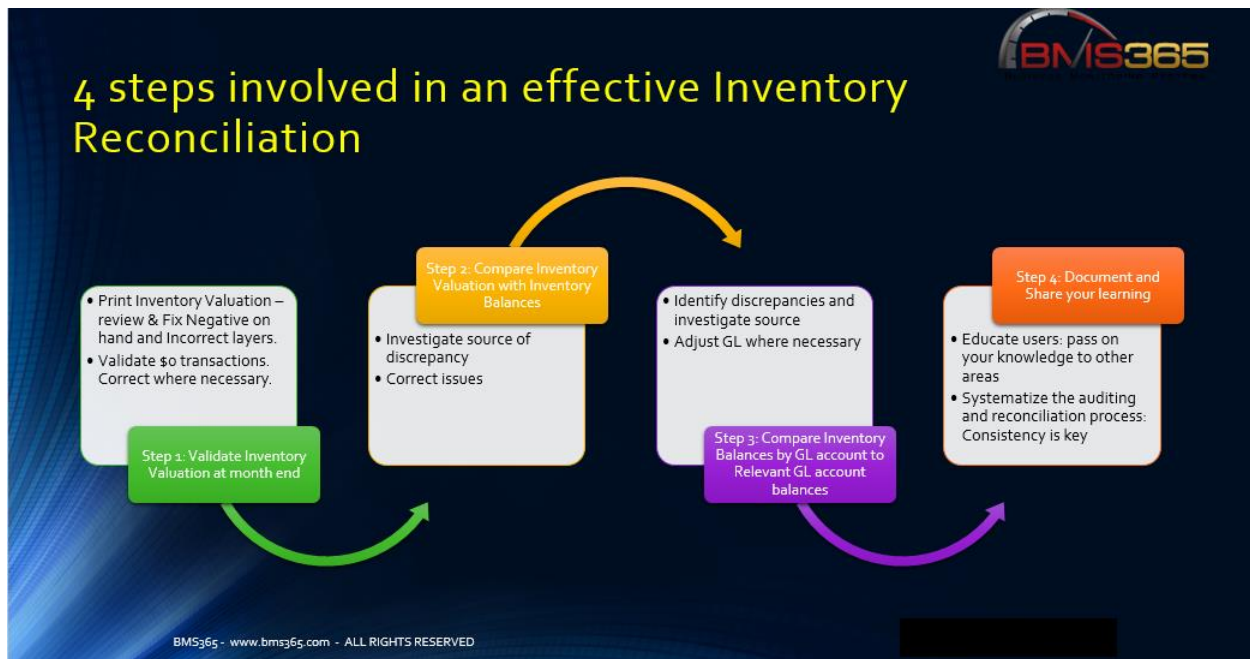 BMS365
4 steps involved in an effective Inventory
Reconciliation
• Print Inventory Valuation –
review & Fix Negative on
hand and Incorrect layers.
• Validate $0 transactions.
Correct where necessary.
Step 1: Validate Inventory
Valuation at month end
Step 2: Compare Inventory
Valuation with Inventory
Balances
• Investigate source of
discrepancy
• Correct issues
• Identify discrepancies and
investigate source
• Adjust GL where necessary
Step 3: Compare Inventory
Balances by GL account to
Relevant GL account
balances
Step 4: Document and
Share your learning
• Educate users: pass on
your knowledge to other
areas
• Systematize the auditing
and reconciliation process:
Consistency is key
BMS365 - www.bms365.com - ALL RIGHTS RESERVED